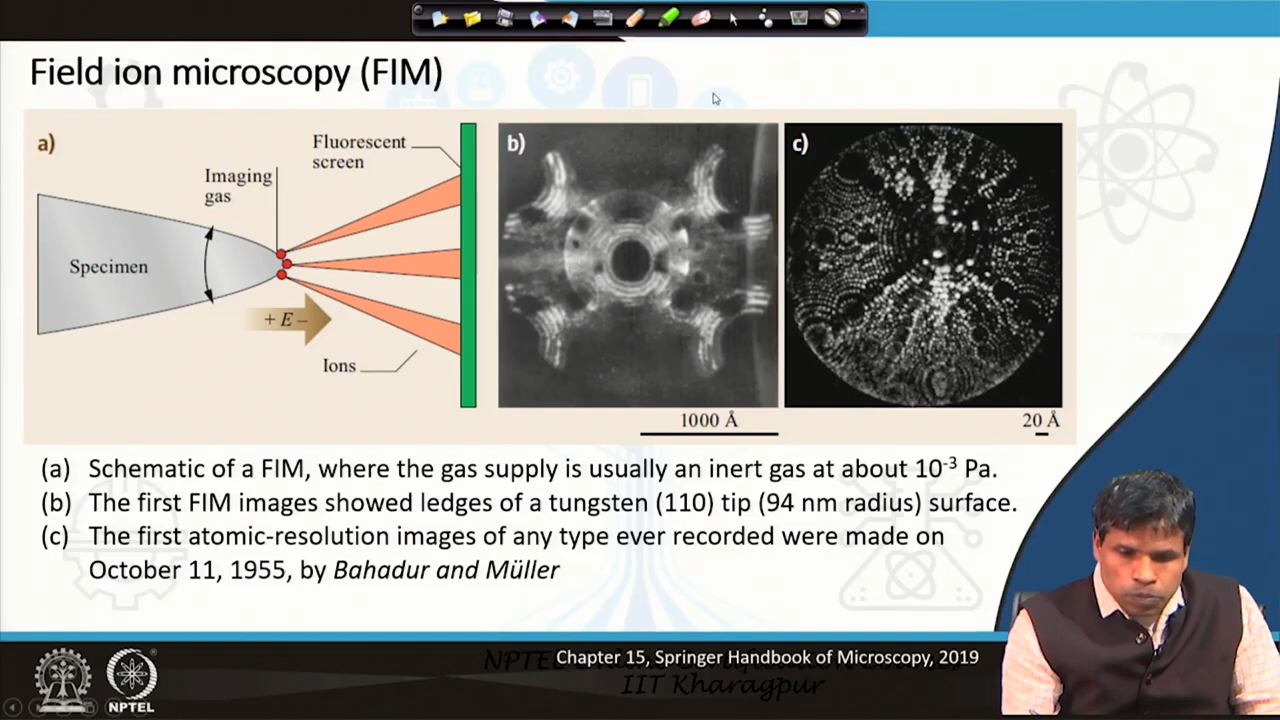 Field ion microscopy (FIM)
a)
Fluorescent
screen
Imaging
gas
Specimen
+ E –
Ions
b)
c)
1000 Å
20 Å
(a) Schematic of a FIM, where the gas supply is usually an inert gas at about 10⁻³ Pa.
(b) The first FIM images showed ledges of a tungsten (110) tip (94 nm radius) surface.
(c) The first atomic-resolution images of any type ever recorded were made on
October 11, 1955, by Bahadur and Müller
Chapter 15, Springer Handbook of Microscopy, 2019
NPTEL
IIT Kharagpur
NPTEL